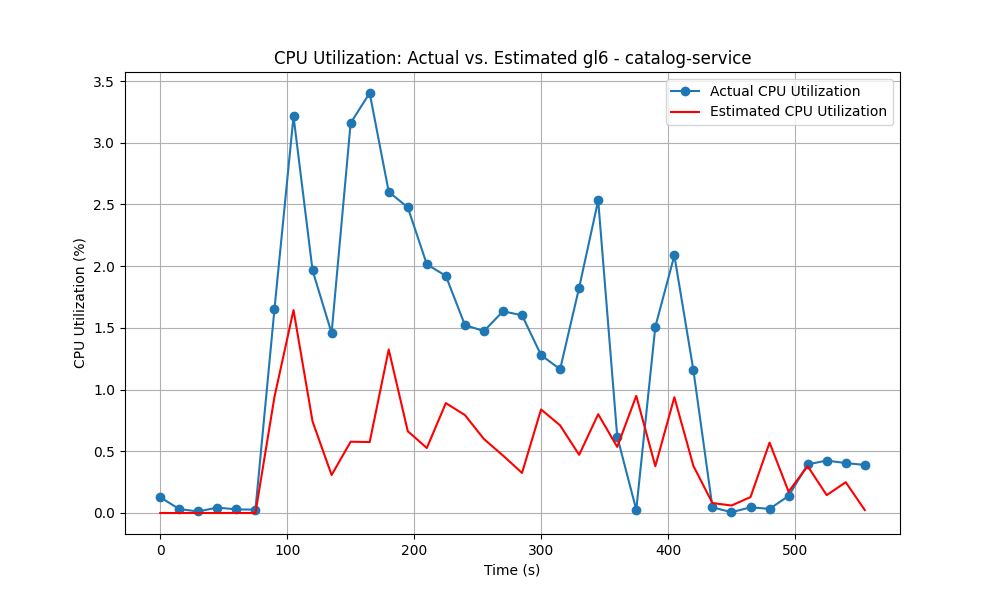 CPU Utilization: Actual vs. Estimated gl6 - catalog-service
Actual CPU Utilization
Estimated CPU Utilization
CPU Utilization (%)
3.5
3.0
2.5
2.0
1.5
1.0
0.5
0.0
0 100 200 300 400 500
Time (s)